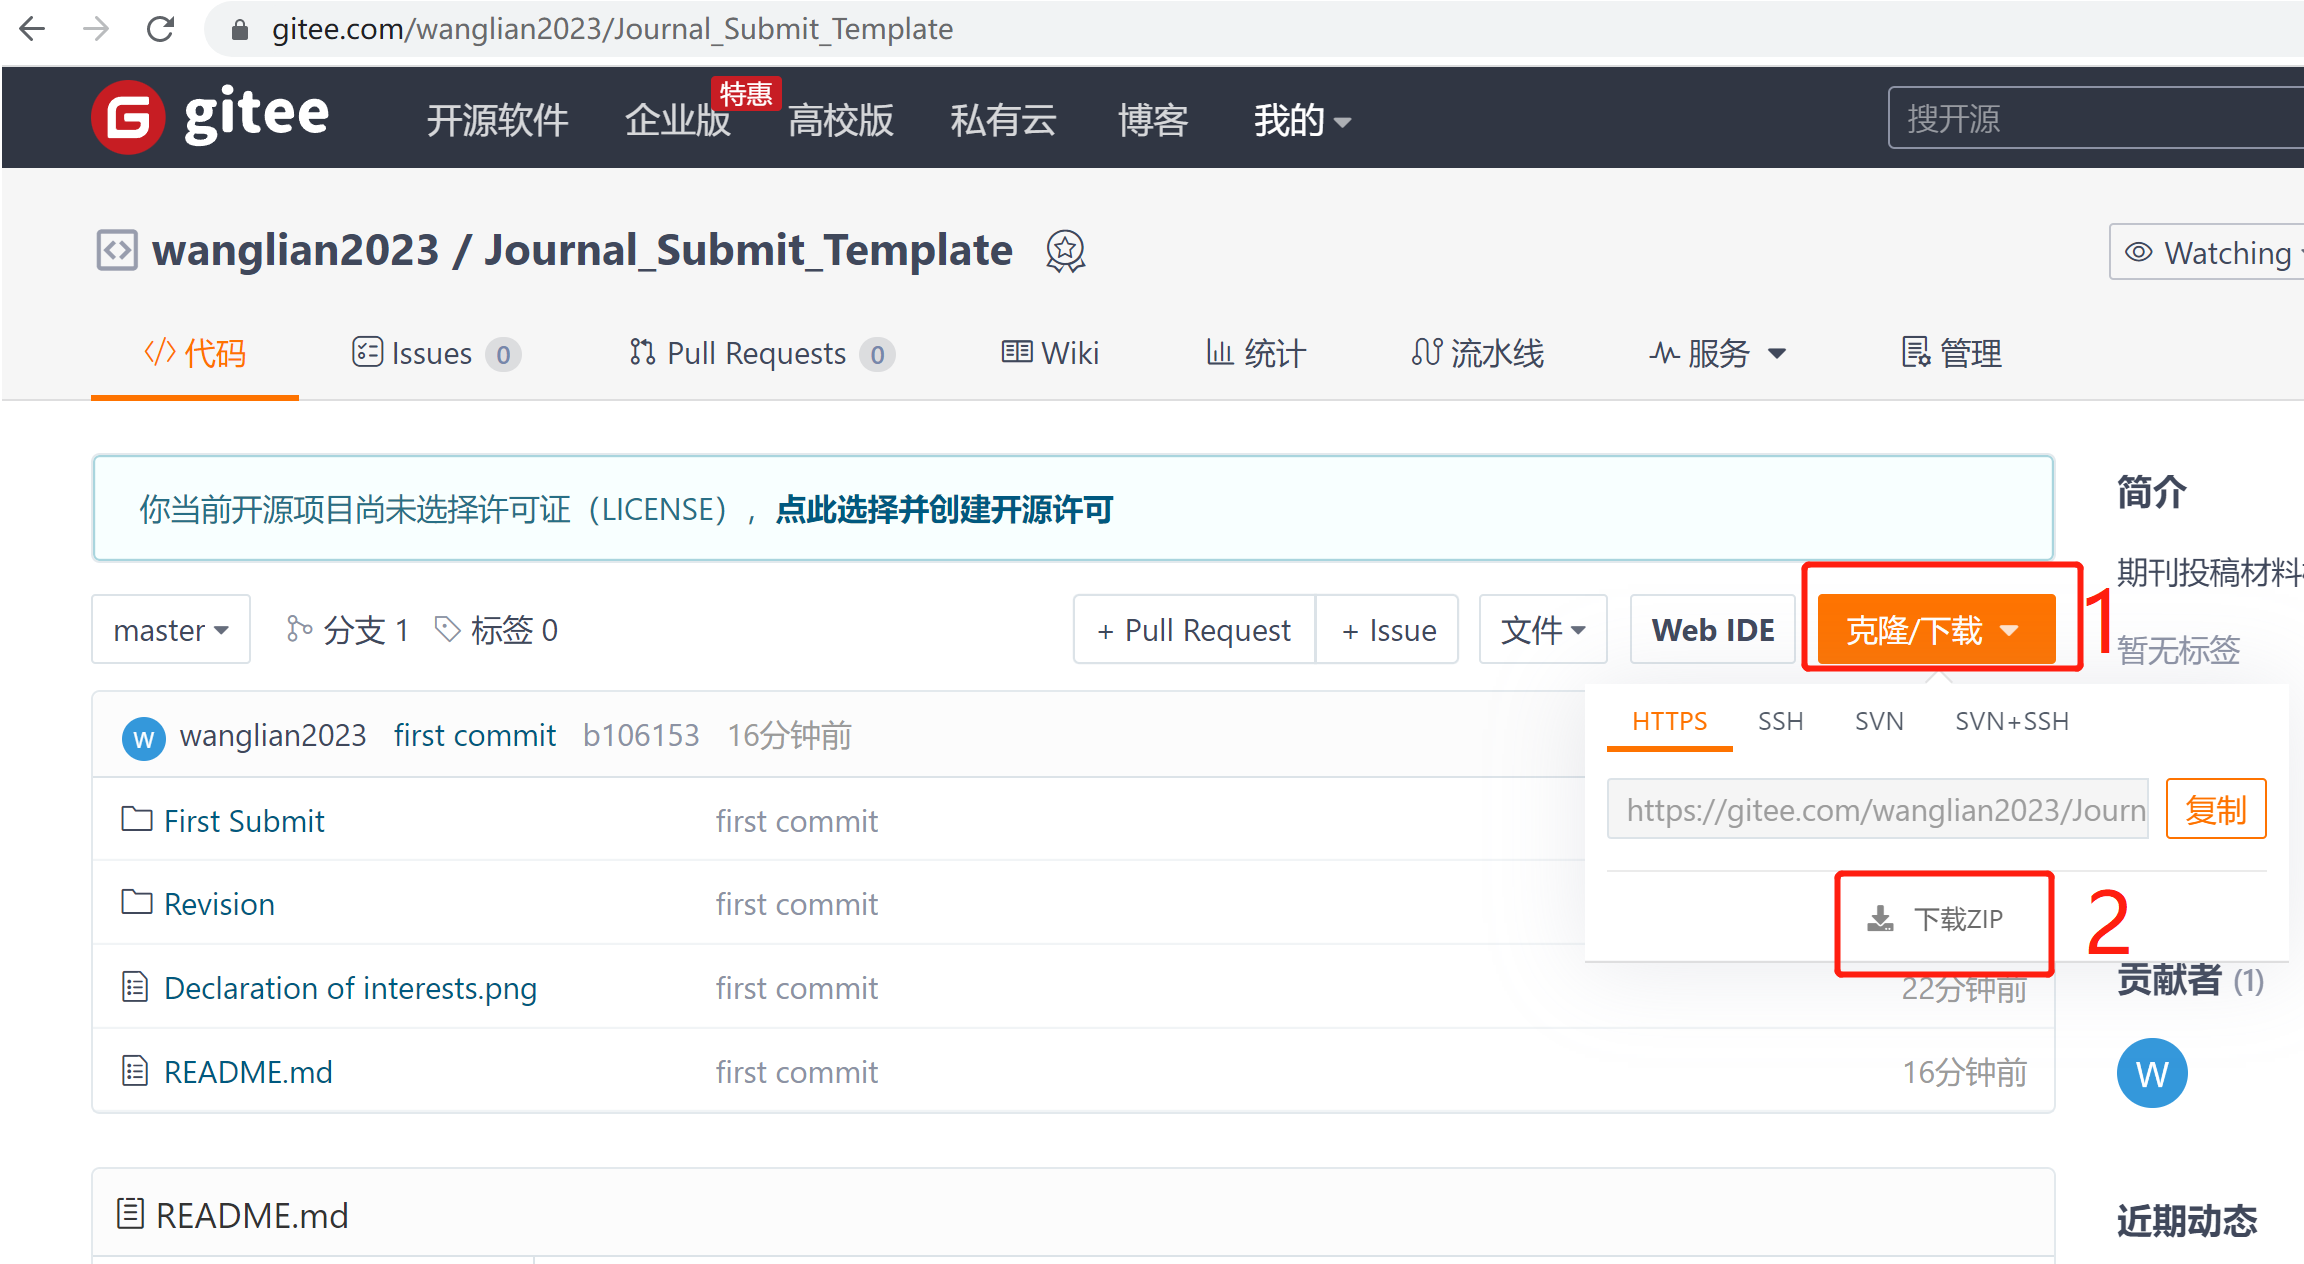 gitee.com/wanglian2023/Journal_Submit_Template
gitee
开源软件
企业版
特惠
高校版
私有云
博客
我的
搜开源
wanglian2023 / Journal_Submit_Template
Watching
代码
Issues 0
Pull Requests 0
Wiki
统计
流水线
服务
管理
你当前开源项目尚未选择许可证（LICENSE），点此选择并创建开源许可
简介
期刊投稿材料
暂无标签
master
分支 1
标签 0
+ Pull Request
+ Issue
文件
Web IDE
克隆/下载
1
HTTPS
SSH
SVN
SVN+SSH
https://gitee.com/wanglian2023/Journ
复制
下载ZIP
2
W wanglian2023 first commit b106153 16分钟前
First Submit first commit
Revision first commit
Declaration of interests.png first commit 22分钟前
README.md first commit 16分钟前
贡献者 (1)
W
README.md
近期动态